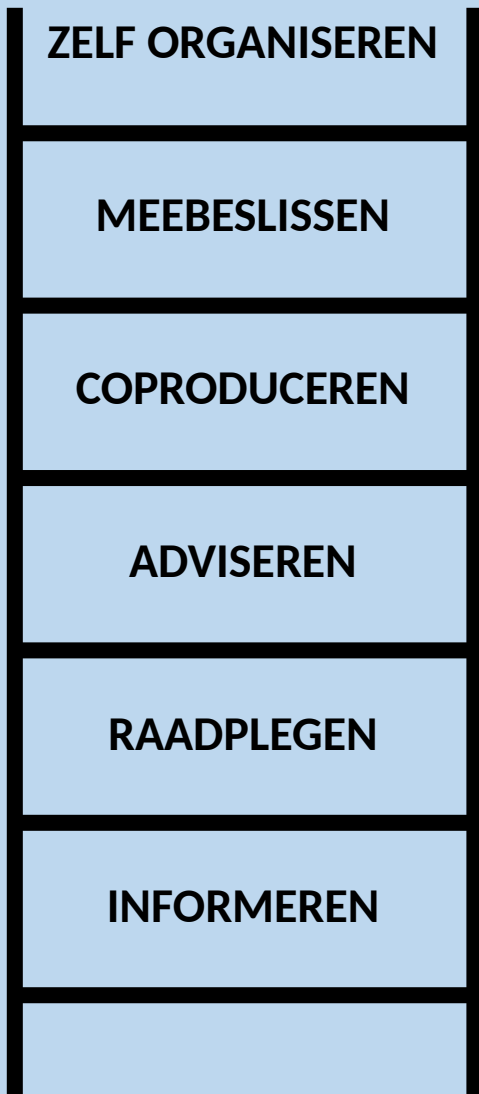 ZELF ORGANISEREN
MEEBESLISSEN
COPRODUCEREN
ADVISEREN
RAADPLEGEN
INFORMEREN